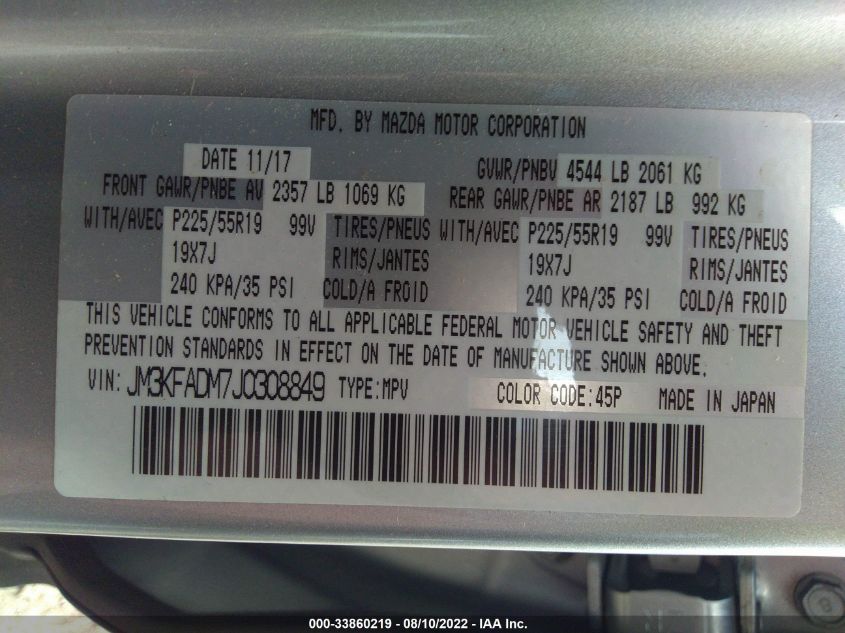 MFD. BY MAZDA MOTOR CORPORATION
DATE 11/17 GVWR/PNBV 4544 LB 2061 KG
FRONT GAWR/PNBE AV 2357 LB 1069 KG REAR GAWR/PNBE AR 2187 LB 992 KG
WITH/AVEC P225/55R19 99V TIRES/PNEUS WITH/AVEC P225/55R19 99V TIRES/PNEUS
19X7J RIMS/JANTES 19X7J RIMS/JANTES
240 KPA/35 PSI COLD/A FROID 240 KPA/35 PSI COLD/A FROID
THIS VEHICLE CONFORMS TO ALL APPLICABLE FEDERAL MOTOR VEHICLE SAFETY AND THEFT
PREVENTION STANDARDS IN EFFECT ON THE DATE OF MANUFACTURE SHOWN ABOVE.
VIN: JM3KFADM7J0308849 TYPE:MPV COLOR CODE:45P MADE IN JAPAN
000-33860219 - 08/10/2022 - IAA Inc.